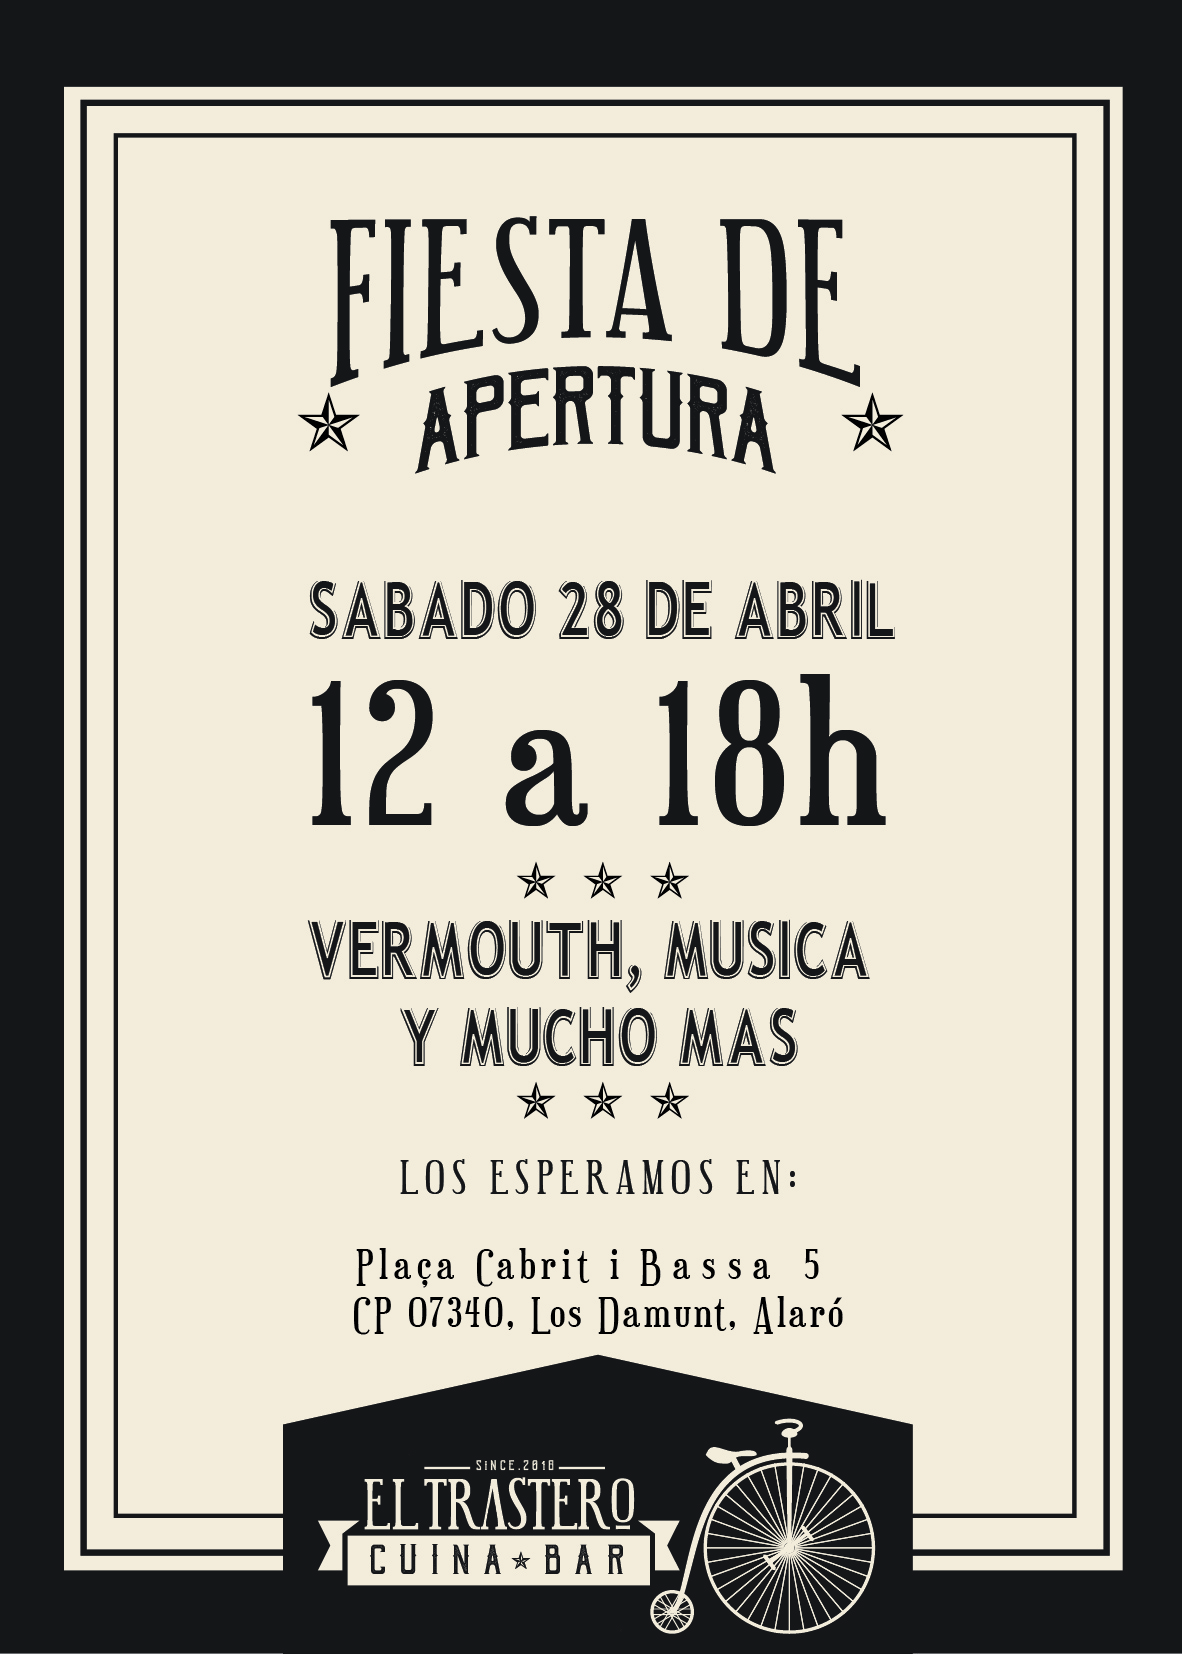 FIESTA DE
APERTURA
SABADO 28 DE ABRIL
12 a 18h
VERMOUTH, MUSICA
Y MUCHO MAS
LOS ESPERAMOS EN:
Plaça Cabrit i Bassa 5
CP 07340, Los Damunt, Alaró
SINCE.2018
EL TRASTERO
CUINA BAR